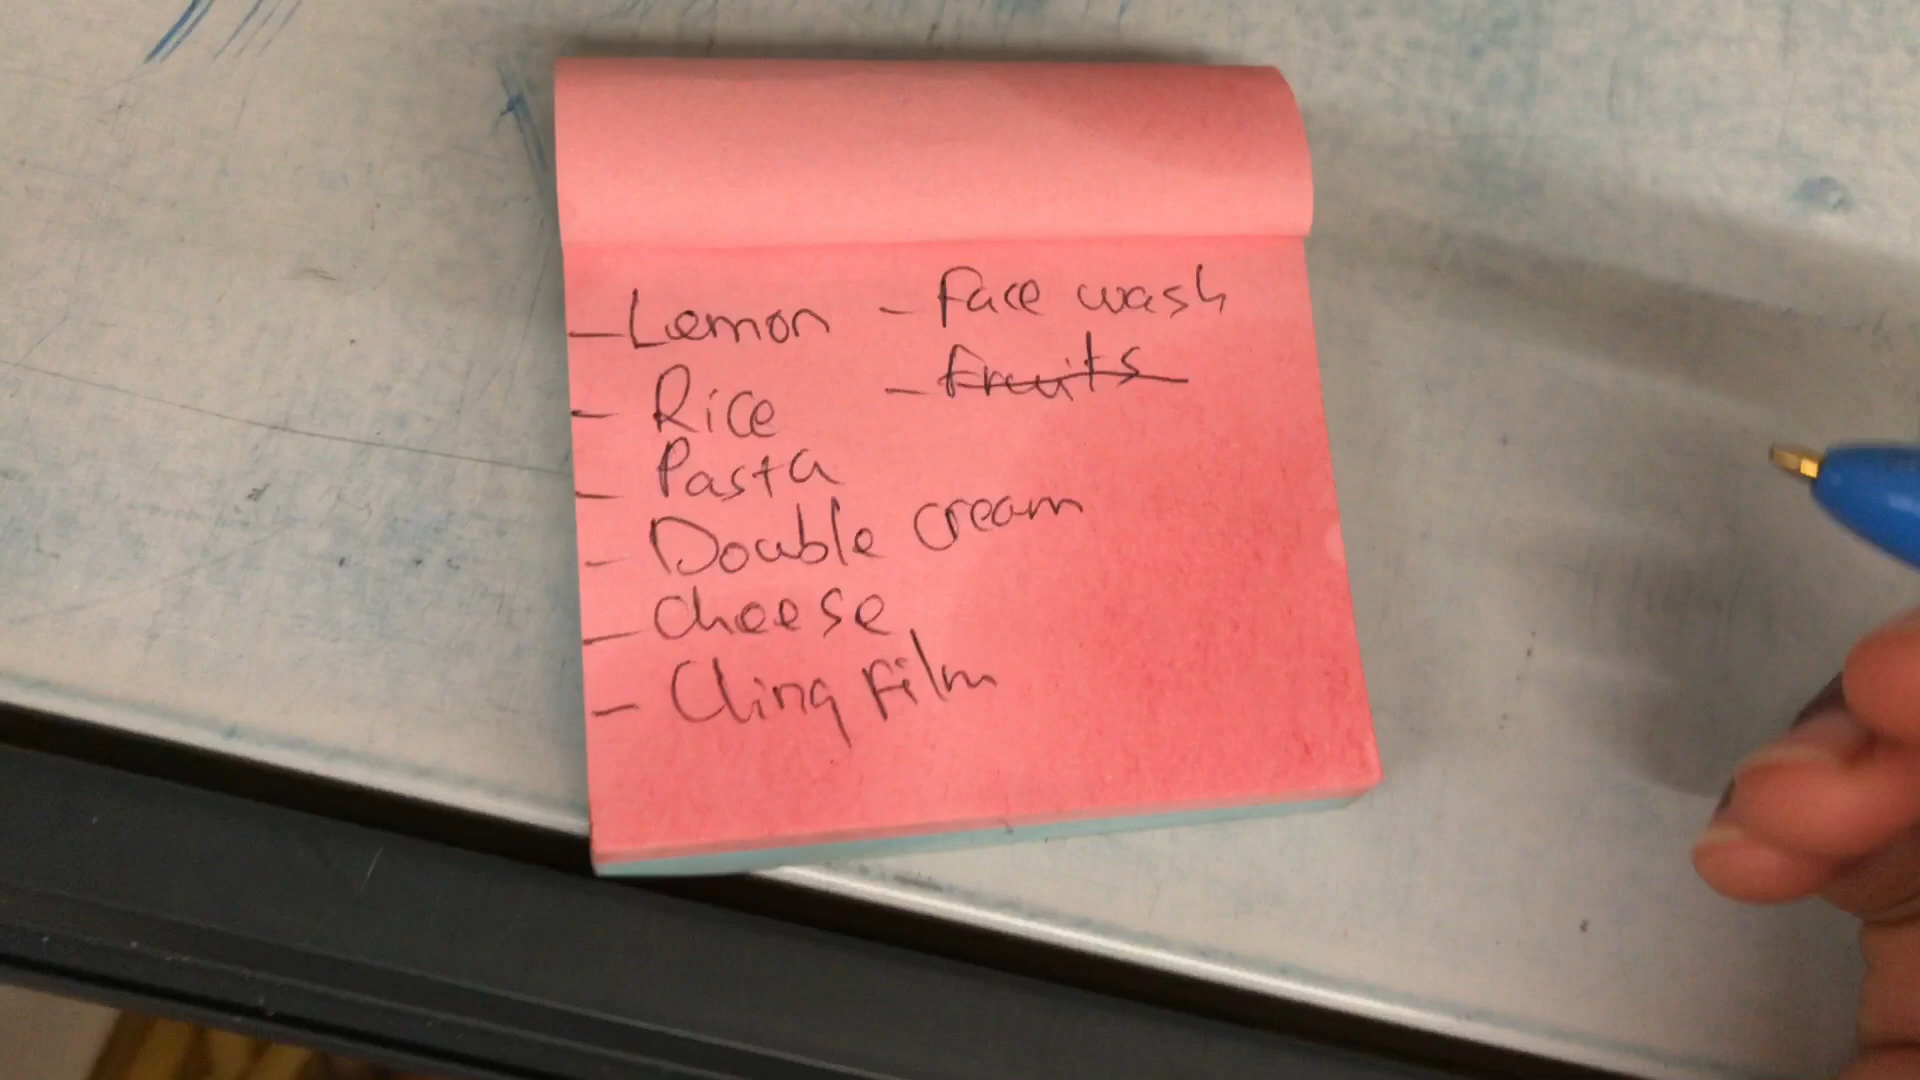 - Lemon
- Rice
- Pasta
- Double cream
- cheese
- Cling film
- Face wash
- Fruits